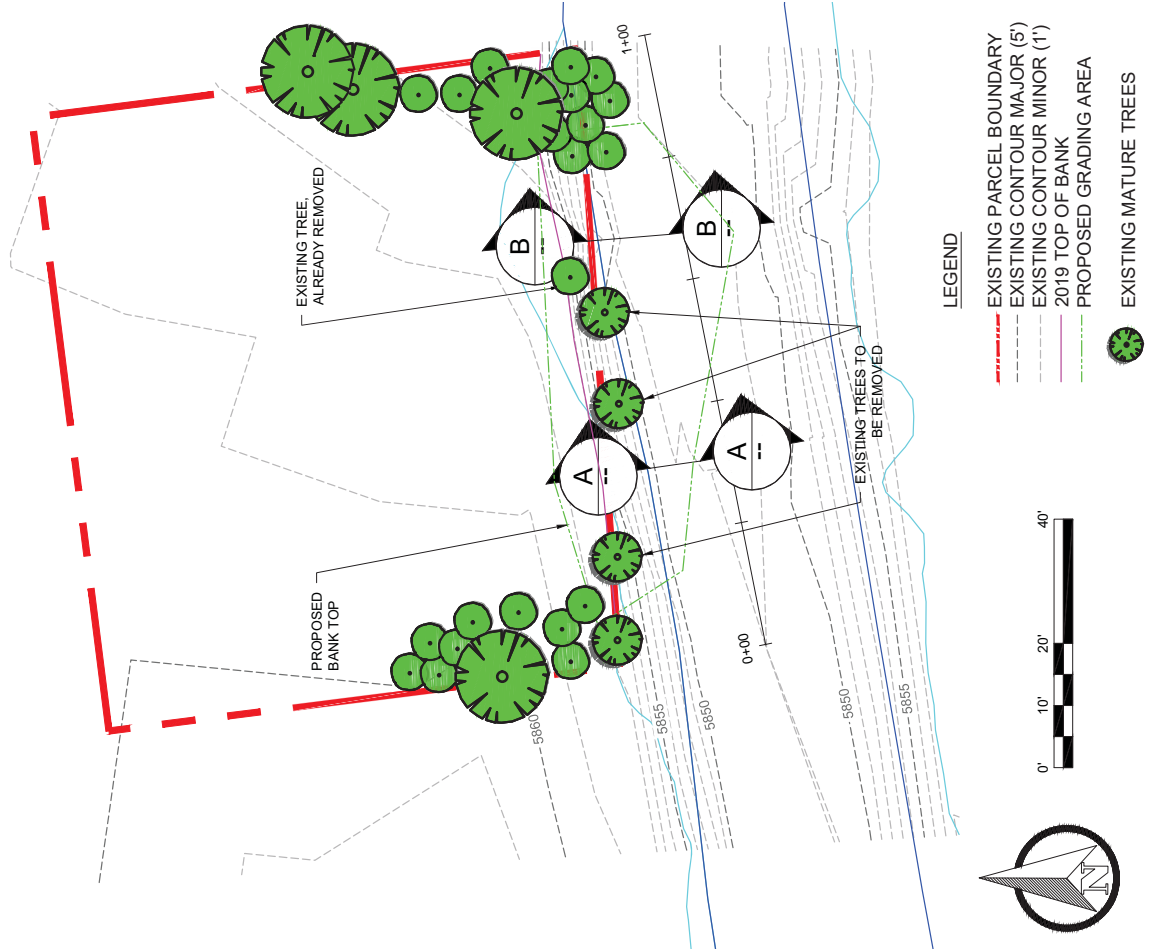 EXISTING TREE,
ALREADY REMOVED
1+00
B
--
B
--
A
--
A
--
PROPOSED
BANK TOP
EXISTING TREES TO
BE REMOVED
0+00
5860
5855
5850
5850
5855
LEGEND
EXISTING PARCEL BOUNDARY
EXISTING CONTOUR MAJOR (5')
EXISTING CONTOUR MINOR (1')
2019 TOP OF BANK
PROPOSED GRADING AREA
EXISTING MATURE TREES
0'
10'
20'
40'
N